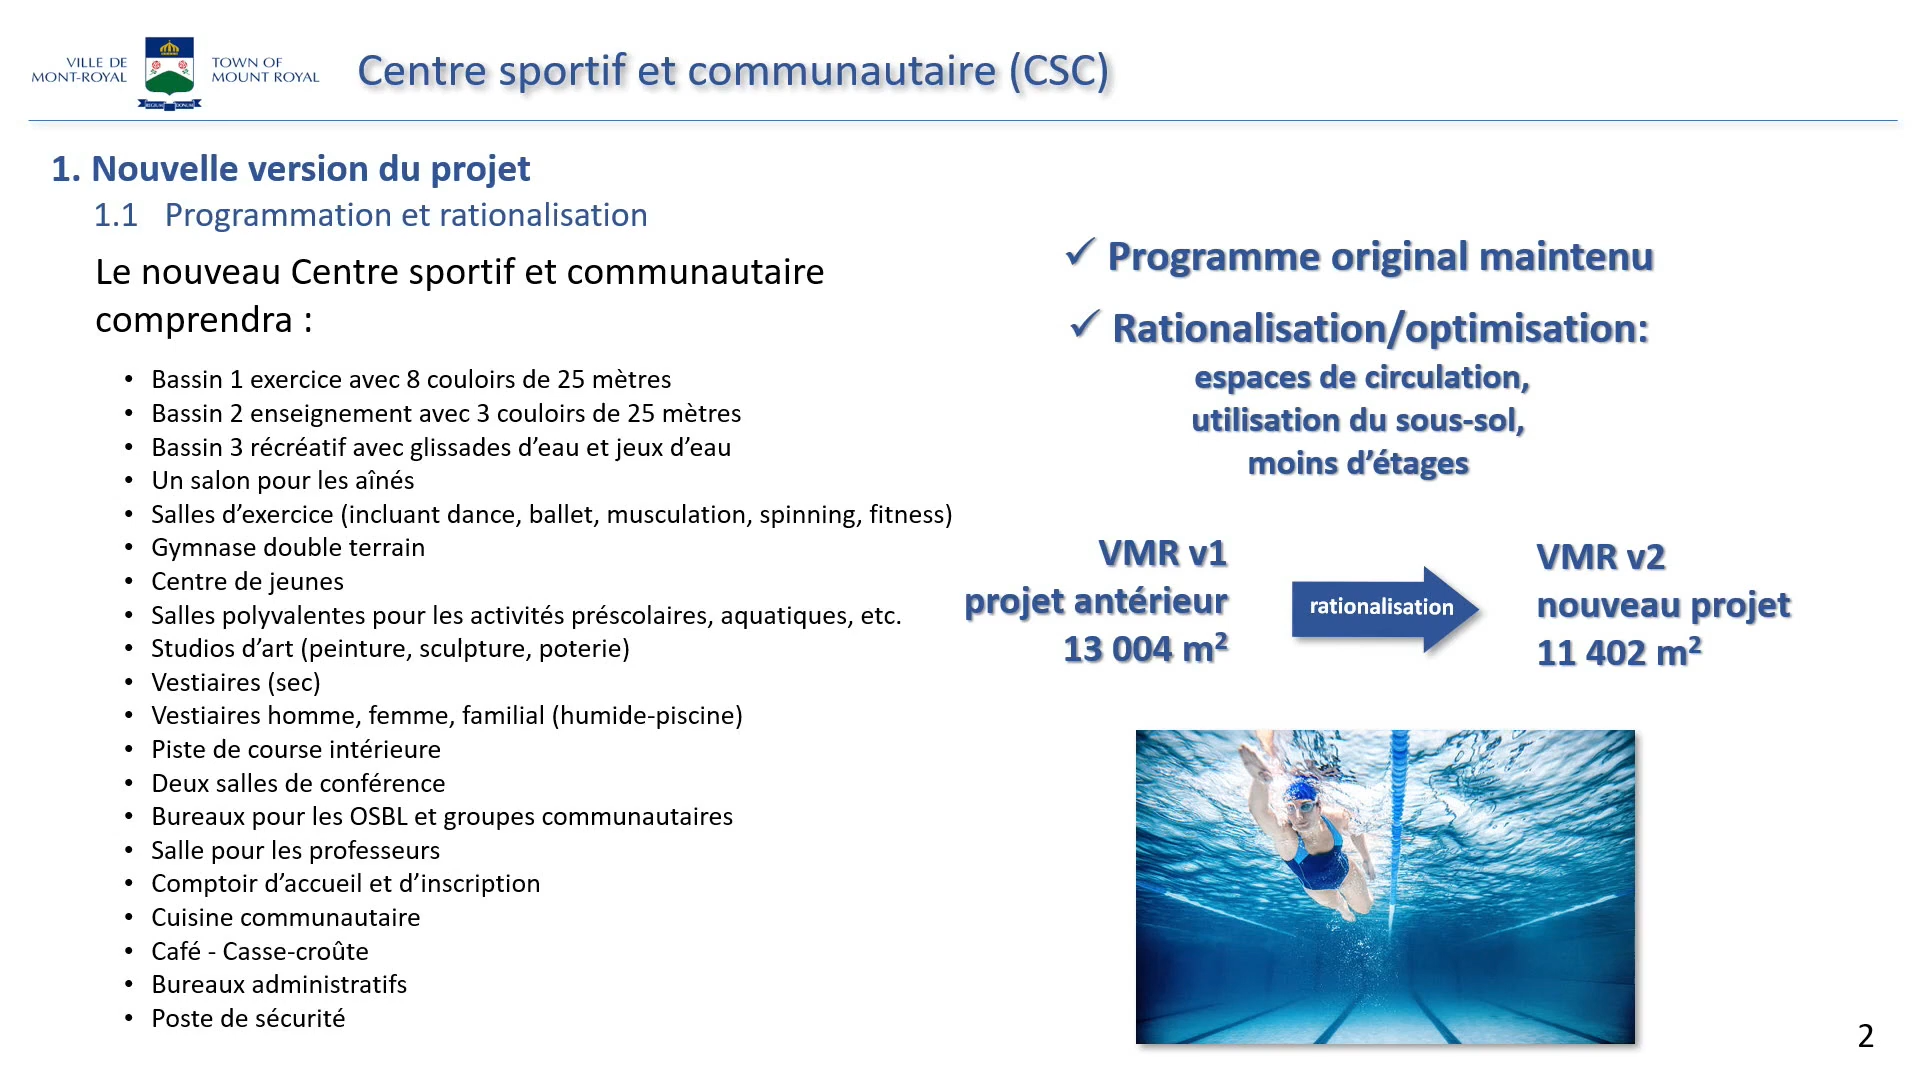 VILLE DE
MONT-ROYAL
TOWN OF
MOUNT ROYAL
REGIUM DONUM
Centre sportif et communautaire (CSC)
1. Nouvelle version du projet
1.1 Programmation et rationalisation
Le nouveau Centre sportif et communautaire
comprendra :
• Bassin 1 exercice avec 8 couloirs de 25 mètres
• Bassin 2 enseignement avec 3 couloirs de 25 mètres
• Bassin 3 récréatif avec glissades d’eau et jeux d’eau
• Un salon pour les aînés
• Salles d’exercice (incluant dance, ballet, musculation, spinning, fitness)
• Gymnase double terrain
• Centre de jeunes
• Salles polyvalentes pour les activités préscolaires, aquatiques, etc.
• Studios d’art (peinture, sculpture, poterie)
• Vestiaires (sec)
• Vestiaires homme, femme, familial (humide-piscine)
• Piste de course intérieure
• Deux salles de conférence
• Bureaux pour les OSBL et groupes communautaires
• Salle pour les professeurs
• Comptoir d’accueil et d’inscription
• Cuisine communautaire
• Café - Casse-croûte
• Bureaux administratifs
• Poste de sécurité
✓ Programme original maintenu
✓ Rationalisation/optimisation:
espaces de circulation,
utilisation du sous-sol,
moins d’étages
VMR v1
projet antérieur
13 004 m²
rationalisation
VMR v2
nouveau projet
11 402 m²
2